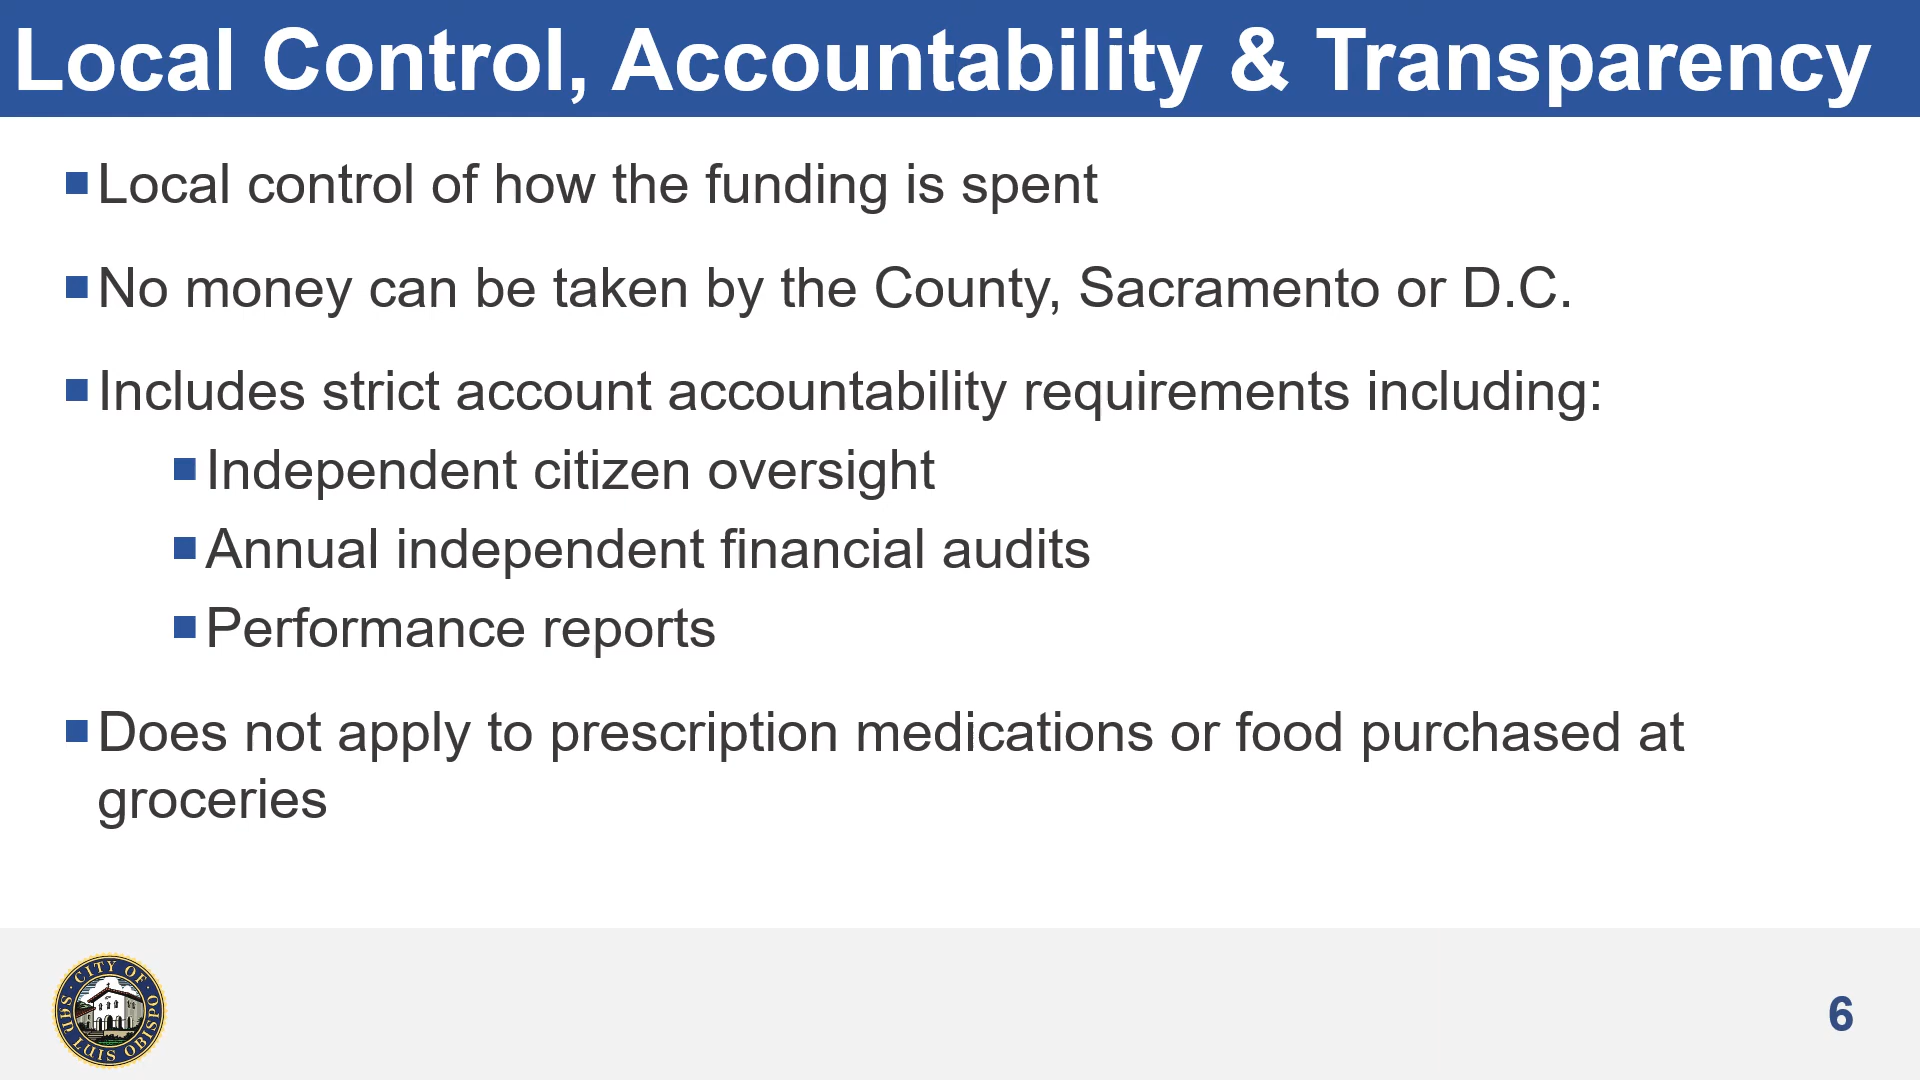 Local Control, Accountability & Transparency
Local control of how the funding is spent
No money can be taken by the County, Sacramento or D.C.
Includes strict account accountability requirements including:
Independent citizen oversight
Annual independent financial audits
Performance reports
Does not apply to prescription medications or food purchased at
groceries
CITY OF
SAN LUIS OBISPO
6